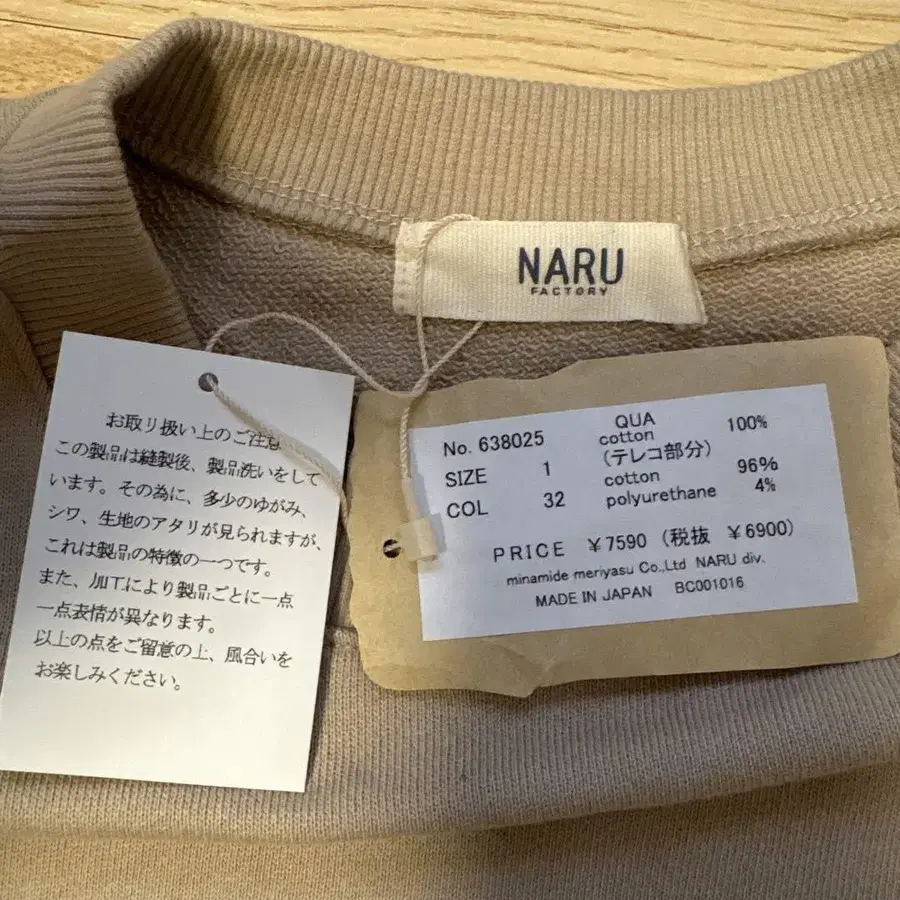 NARU
FACTORY
お取り扱い上のご注意
この製品は縫製後、製品洗いをして
います。その為に、多少のゆがみ、
シワ、生地のアタリが見られますが、
これは製品の特徴の一つです。
また、加工により製品ごとに一点
一点表情が異なります。
以上の点をご留意の上、風合いを
お楽しみください。
No. 638025
SIZE 1
COL 32
QUA
cotton 100%
(テレコ部分)
cotton 96%
polyurethane 4%
PRICE ¥7590 (税抜 ¥6900)
minamide meriyasu Co.,Ltd NARU div.
MADE IN JAPAN BC001016